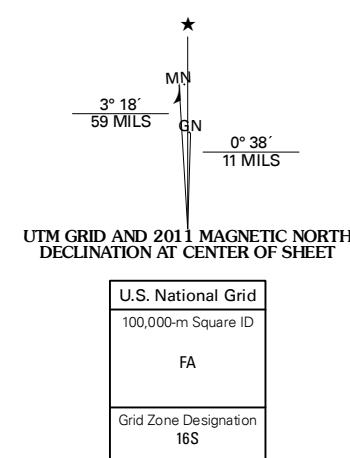 ★
MN
3° 18´
59 MILS
GN
0° 38´
11 MILS
UTM GRID AND 2011 MAGNETIC NORTH
DECLINATION AT CENTER OF SHEET
U.S. National Grid
100,000-m Square ID
FA
Grid Zone Designation
16S